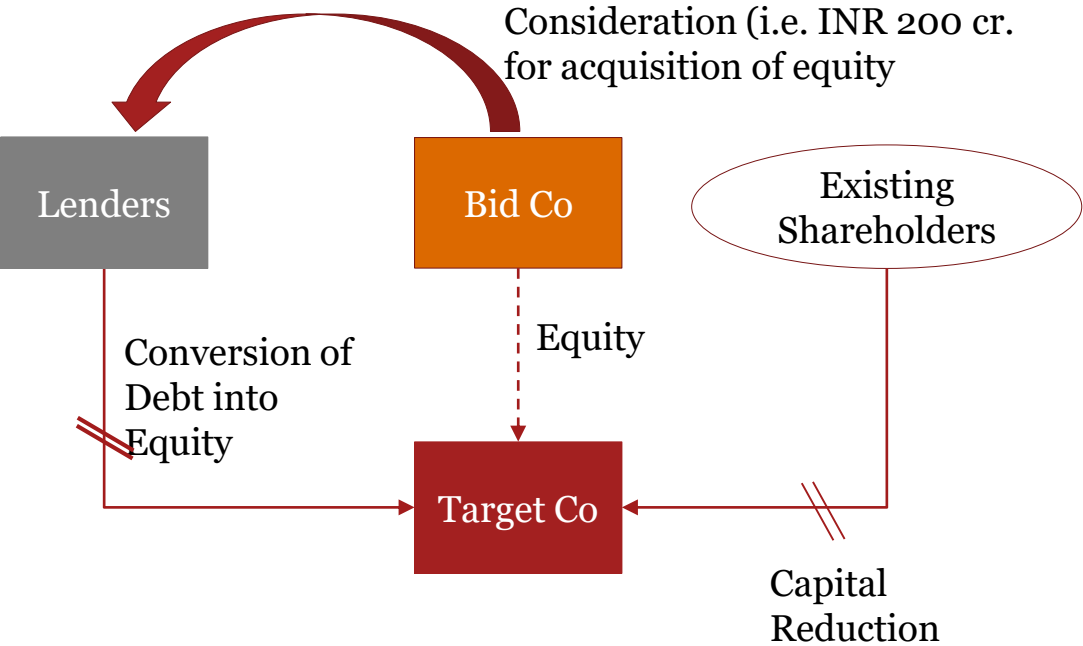 Consideration (i.e. INR 200 cr.
for acquisition of equity
Lenders
Bid Co
Existing
Shareholders
Conversion of
Debt into
Equity
Equity
Target Co
Capital
Reduction